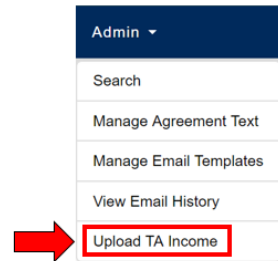 Admin
Search
Manage Agreement Text
Manage Email Templates
View Email History
Upload TA Income